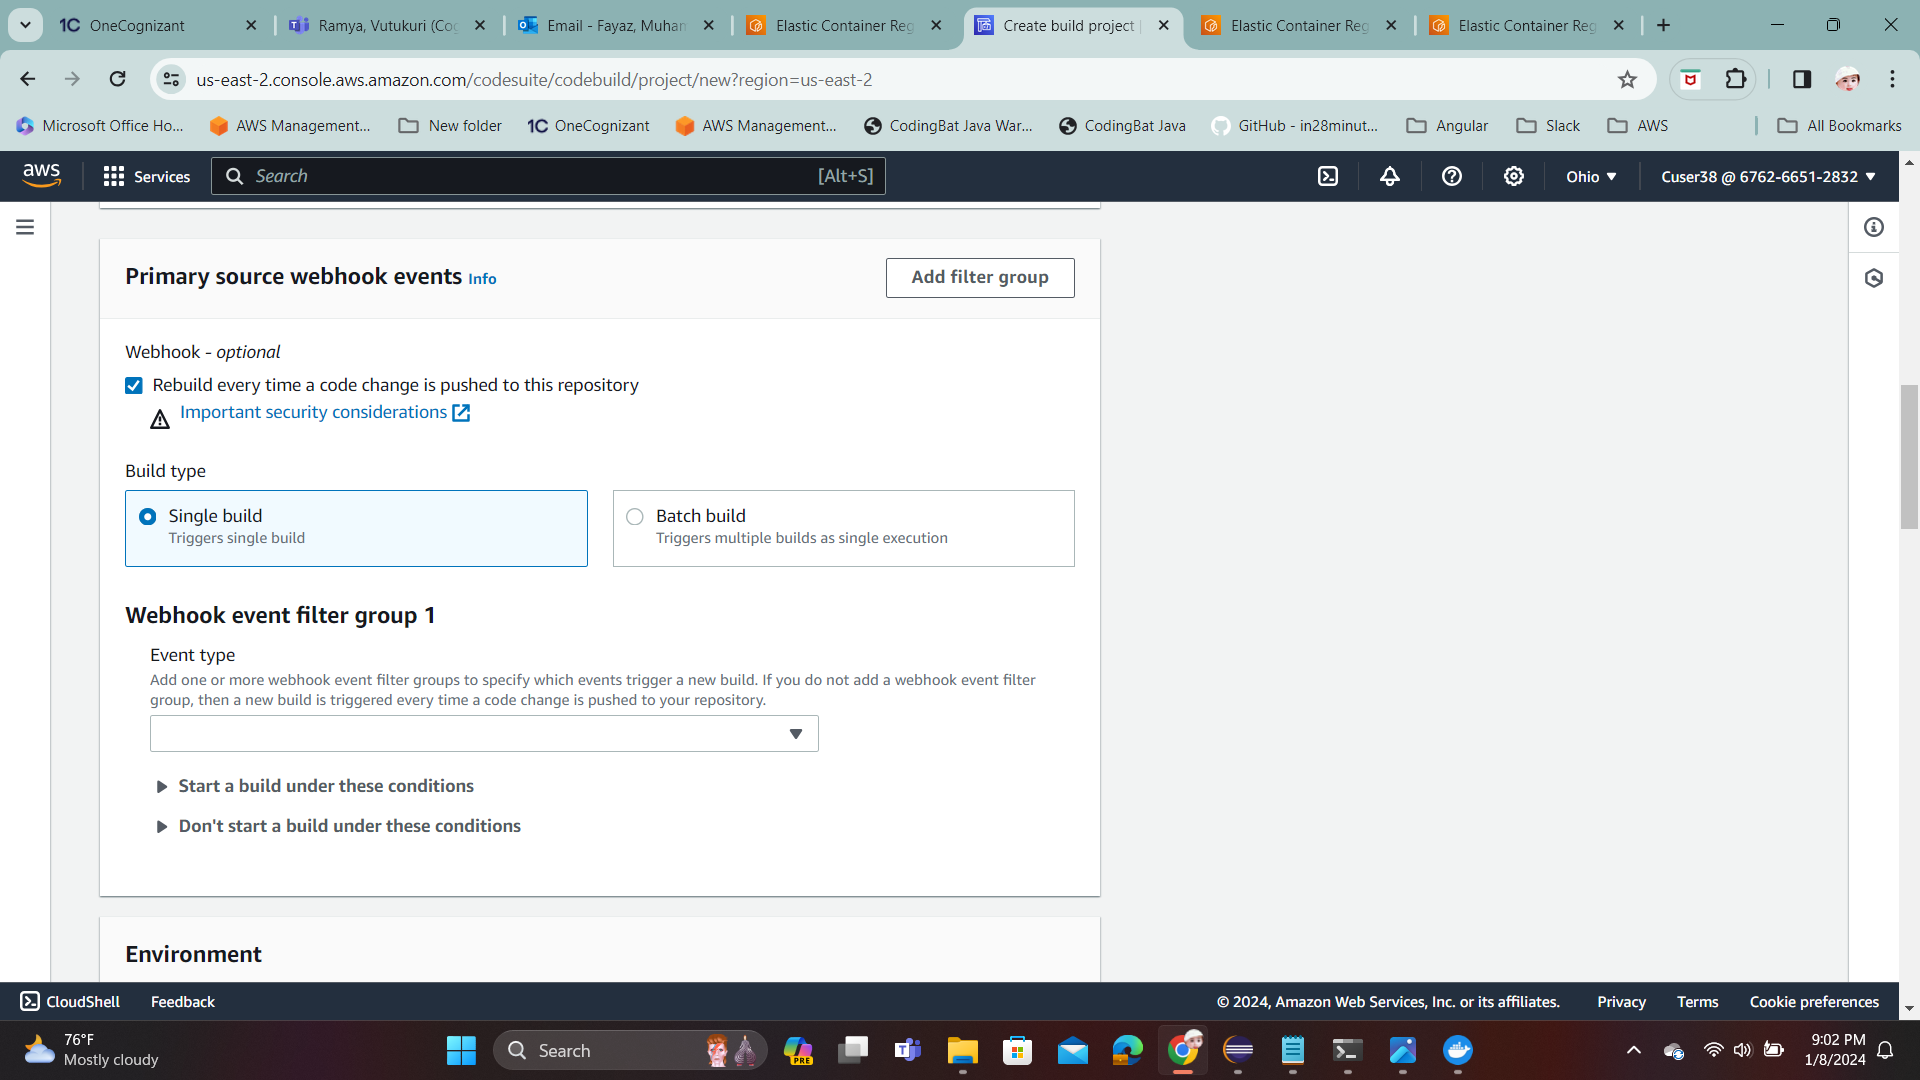 OneCognizant
Ramya, Vutukuri (Cog
Email - Fayaz, Muham
Elastic Container Reg
Create build project |
Elastic Container Reg
Elastic Container Reg
us-east-2.console.aws.amazon.com/codesuite/codebuild/project/new?region=us-east-2
Microsoft Office Ho...
AWS Management...
New folder
1C OneCognizant
AWS Management...
CodingBat Java War...
CodingBat Java
GitHub - in28minut...
Angular
Slack
AWS
All Bookmarks
aws
Services
Search
[Alt+S]
Ohio
Cuser38 @ 6762-6651-2832
Primary source webhook events Info
Add filter group
Webhook - optional
Rebuild every time a code change is pushed to this repository
Important security considerations
Build type
Single build
Triggers single build
Batch build
Triggers multiple builds as single execution
Webhook event filter group 1
Event type
Add one or more webhook event filter groups to specify which events trigger a new build. If you do not add a webhook event filter
group, then a new build is triggered every time a code change is pushed to your repository.
Start a build under these conditions
Don't start a build under these conditions
Environment
CloudShell
Feedback
© 2024, Amazon Web Services, Inc. or its affiliates.
Privacy
Terms
Cookie preferences
76°F
Mostly cloudy
Search
PRE
9:02 PM
1/8/2024